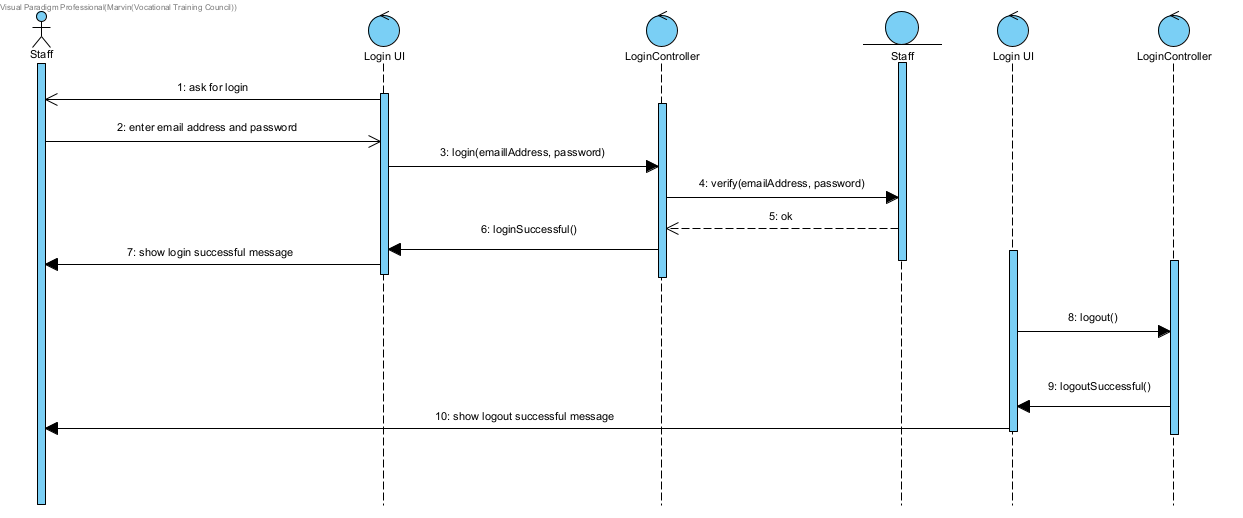 Visual Paradigm Professional(Marvin(Vocational Training Council))
Staff
Login UI
LoginController
Staff
Login UI
LoginController
1: ask for login
2: enter email address and password
3: login(emaillAddress, password)
4: verify(emailAddress, password)
5: ok
6: loginSuccessful()
7: show login successful message
8: logout()
9: logoutSuccessful()
10: show logout successful message